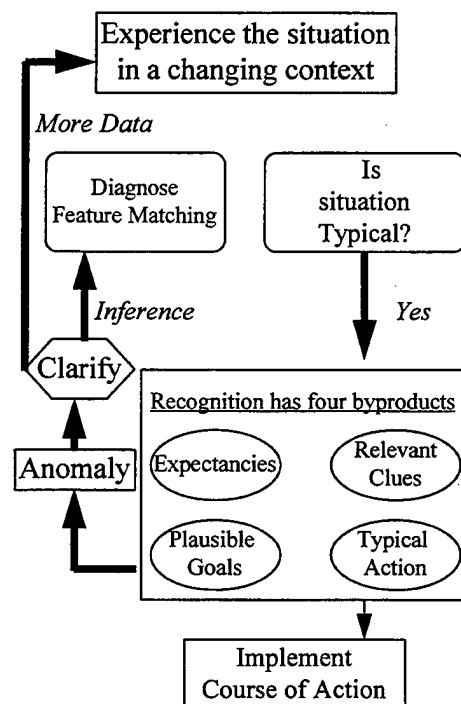 Experience the situation
in a changing context
More Data
Diagnose
Feature Matching
Is
situation
Typical?
Inference
Yes
Clarify
Recognition has four byproducts
Anomaly
Expectancies
Relevant
Clues
Plausible
Goals
Typical
Action
Implement
Course of Action